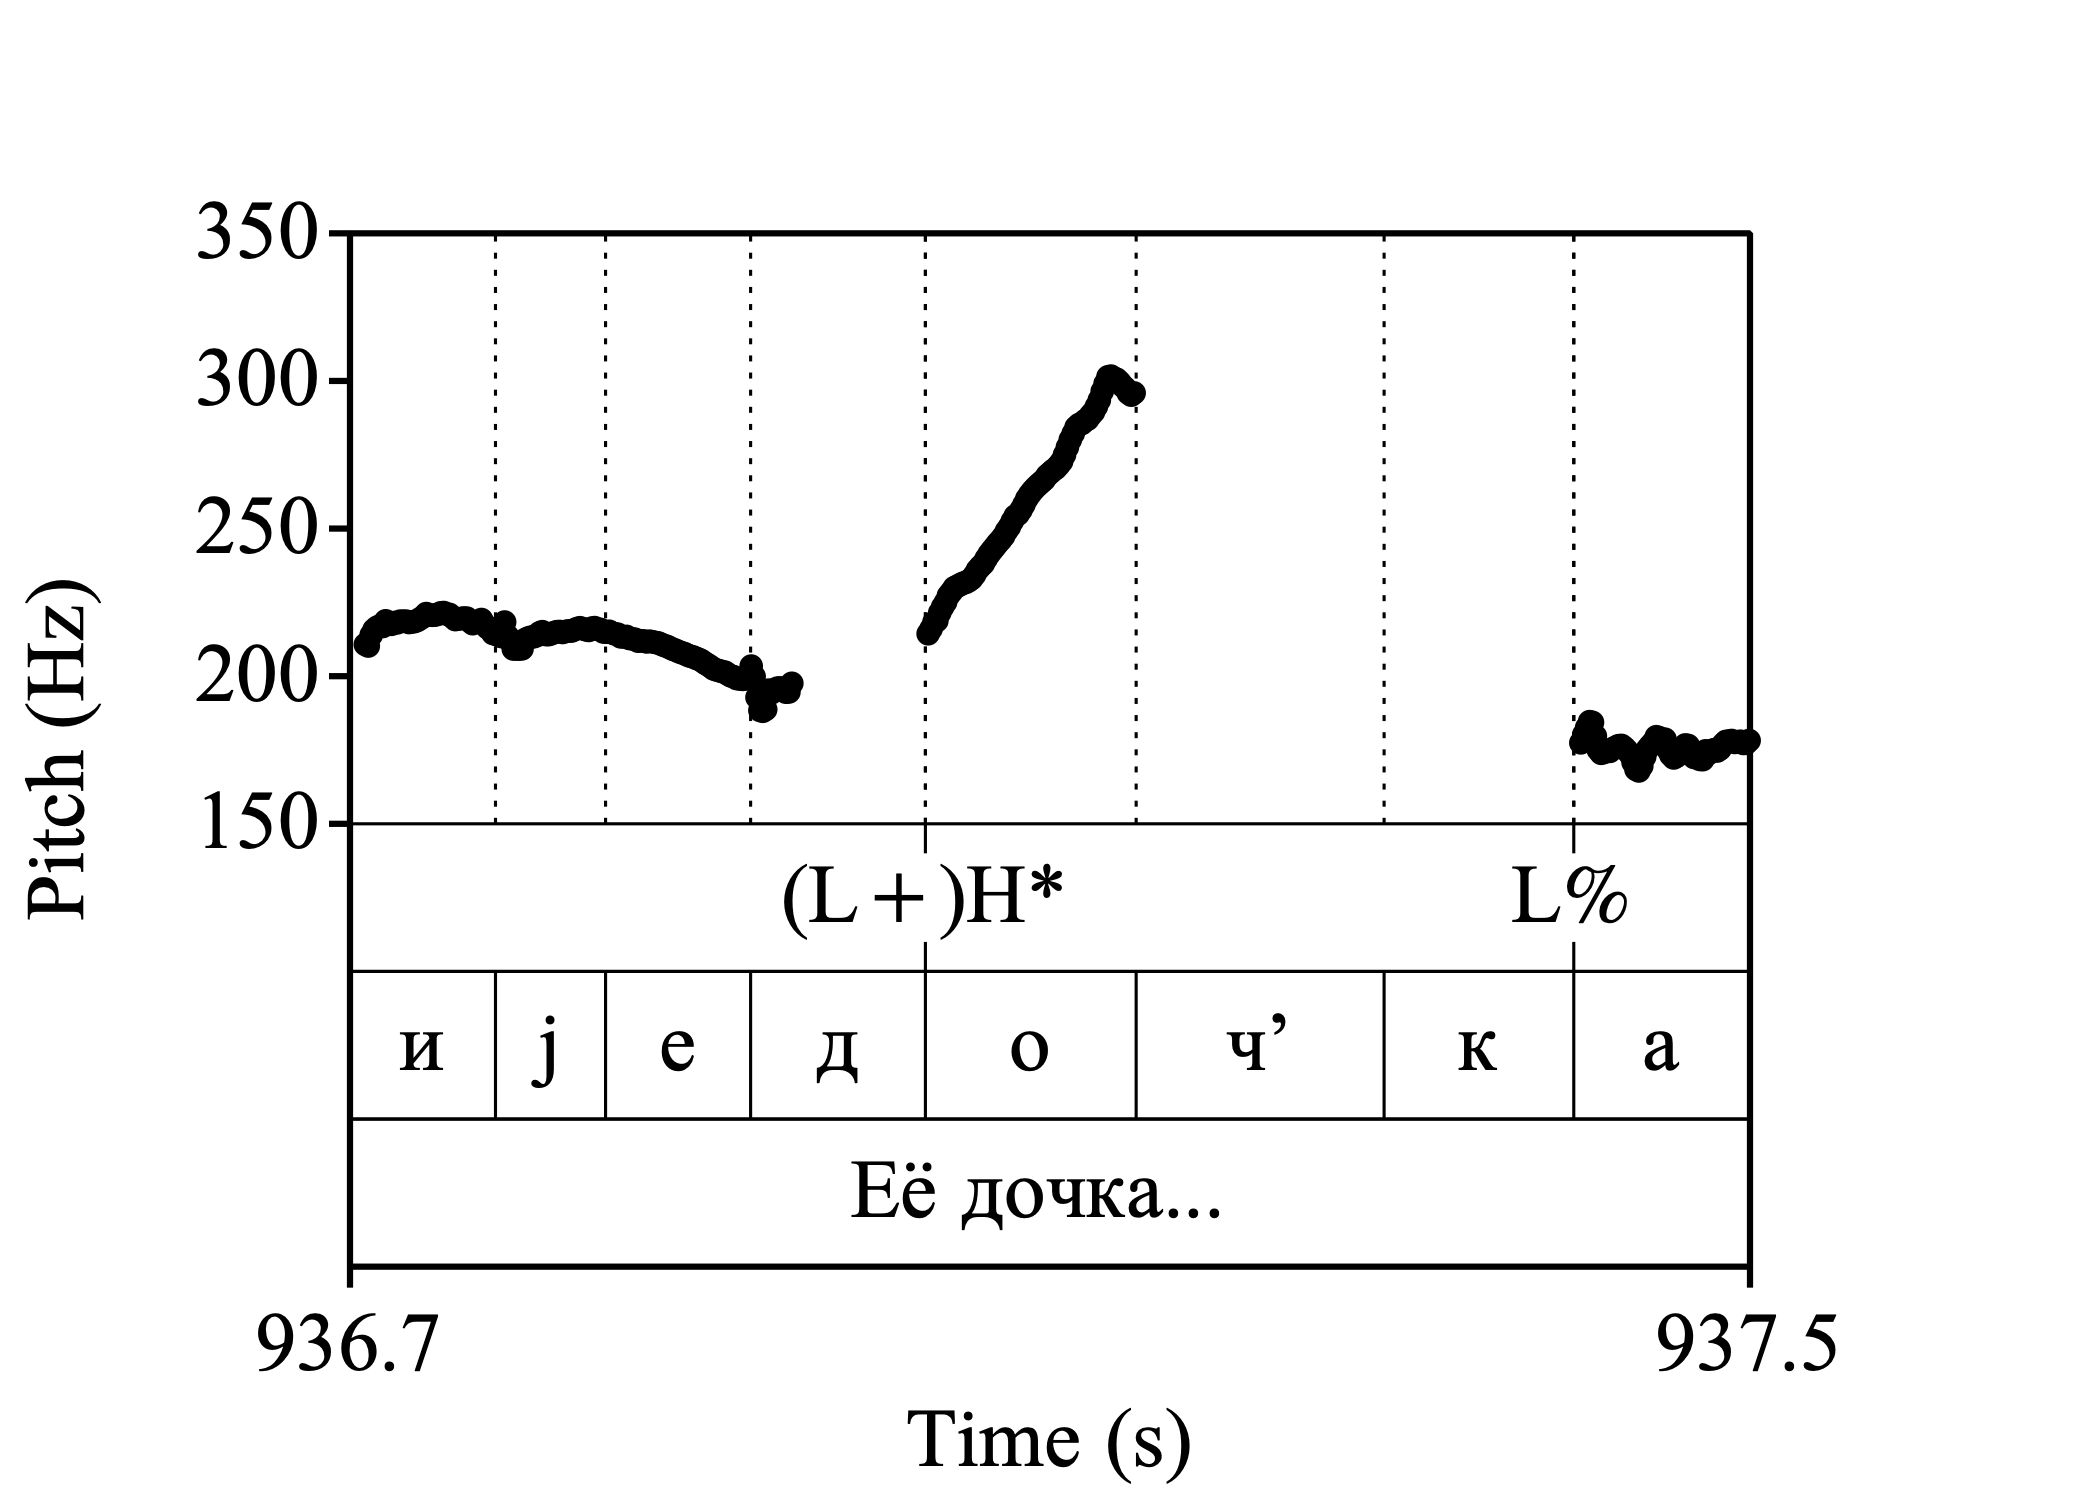 350
300
250
200
150
Pitch (Hz)
(L+)H* L%
и j е д о ч’ к а
Её дочка...
936.7 937.5
Time (s)